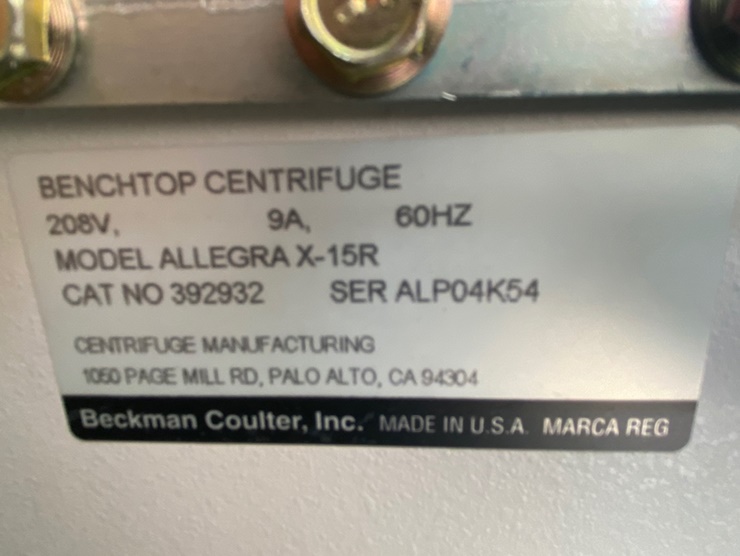 BENCHTOP CENTRIFUGE
208V, 9A, 60HZ
MODEL ALLEGRA X-15R
CAT NO 392932 SER ALP04K54
CENTRIFUGE MANUFACTURING
1050 PAGE MILL RD, PALO ALTO, CA 94304
Beckman Coulter, Inc. MADE IN U.S.A. MARCA REG